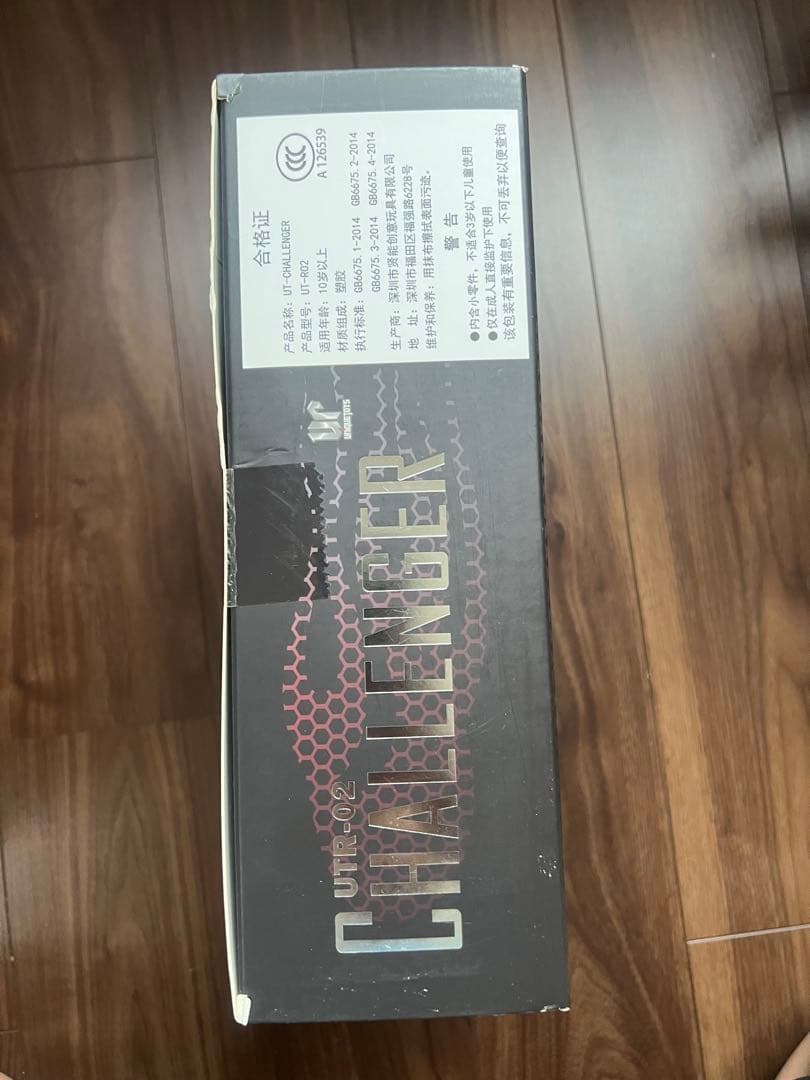 合格证
产品名称: UT-CHALLENGER
产品型号: UT-R02
适用年龄: 10岁以上
材质组成: 塑胶
执行标准: GB6675.1-2014 GB6675.2-2014
GB6675.3-2014 GB6675.4-2014
生产商: 深圳市贤能创意玩具有限公司
地 址: 深圳市福田区福强路6228号
维护和保养: 用抹布擦拭表面污迹。
警 告
●内含小零件, 不适合3岁以下儿童使用
●仅在成人直接监护下使用
该包装有重要信息, 不可丢弃以便查询
CCC
A 126539
UT
UNIQUE TOYS
UTR-02
CHALLENGER